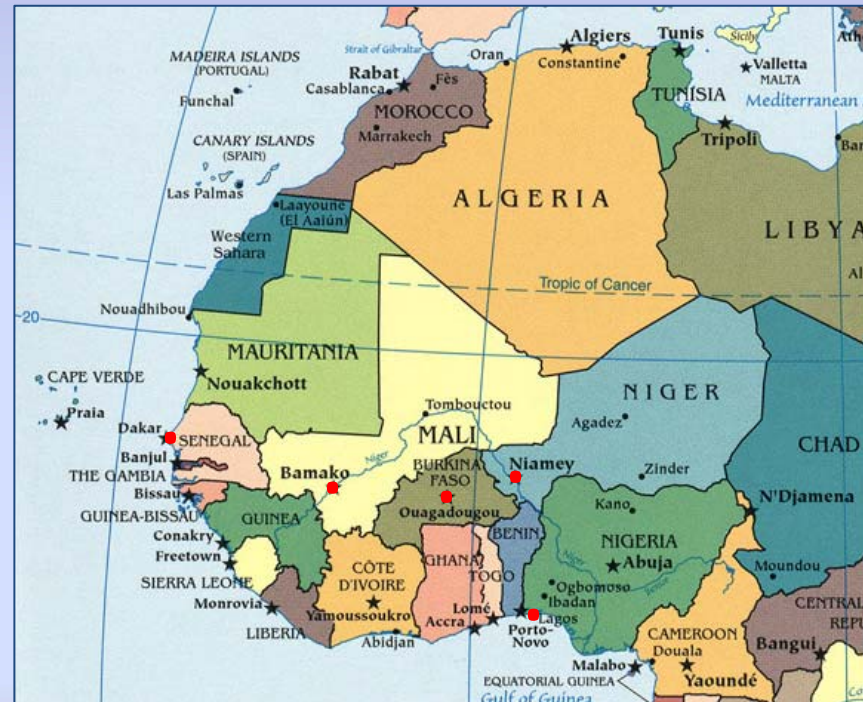 MADEIRA ISLANDS
(PORTUGAL)
Funchal
CANARY ISLANDS
(SPAIN)
Las Palmas
Strait of Gibraltar
Rabat
Casablanca
Fès
MOROCCO
Marrakech
Oran
Algiers
Constantine
Tunis
TUNISIA
Sicily
Valletta
MALTA
Mediterranean
Tripoli
ALGERIA
LIBYA
Laayoune
(El Aaiún)
Western
Sahara
Tropic of Cancer
Nouadhibou
20
MAURITANIA
Nouakchott
CAPE VERDE
Praia
Tombouctou
MALI
NIGER
Agadez
Dakar
SENEGAL
Banjul
THE GAMBIA
Bissau
GUINEA-BISSAU
Bamako
Niger
BURKINA
FASO
Ouagadougou
Niamey
Zinder
CHAD
N'Djamena
Kano
GUINEA
Conakry
Freetown
SIERRA LEONE
Monrovia
LIBERIA
CÔTE
D'IVOIRE
Yamoussoukro
Abidjan
GHANA
Accra
TOGO
Lomé
BENIN
Porto-
Novo
NIGERIA
Abuja
Niger
Benue
Ogbomoso
Ibadan
Lagos
Moundou
CENTRAL
CAMEROON
Douala
Yaoundé
Malabo
EQUATORIAL GUINEA
Bangui
Gulf of Guinea